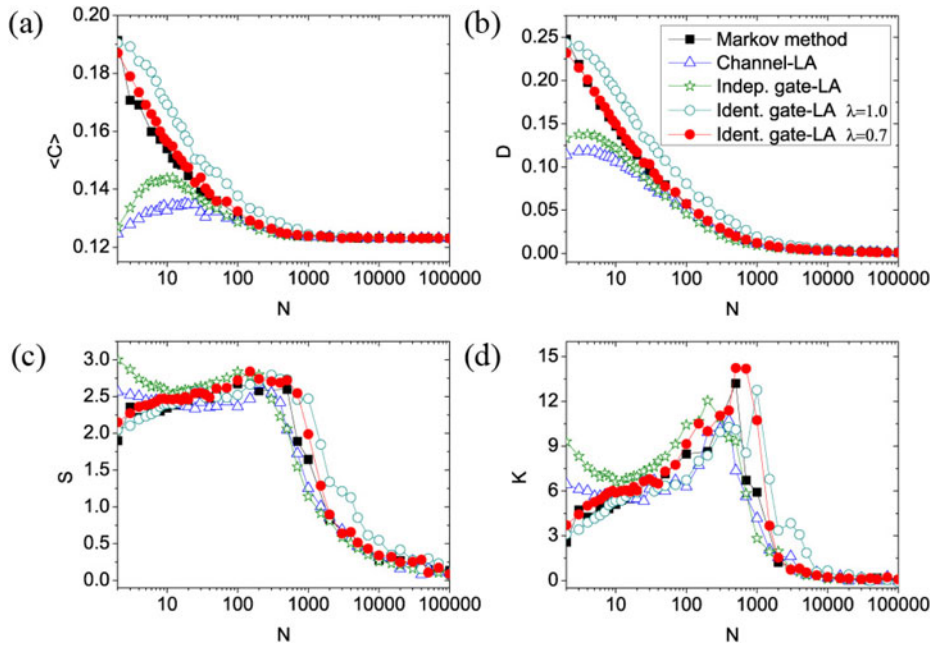 (a)
0.20
0.18
0.16
0.14
0.12
<C>
10
100
1000
10000
100000
N
(b)
0.25
0.20
0.15
0.10
0.05
0.00
D
Markov method
Channel-LA
Indep. gate-LA
Ident. gate-LA λ=1.0
Ident. gate-LA λ=0.7
10
100
1000
10000
100000
N
(c)
3.0
2.5
2.0
1.5
1.0
0.5
0.0
S
10
100
1000
10000
100000
N
(d)
15
12
9
6
3
0
K
10
100
1000
10000
100000
N